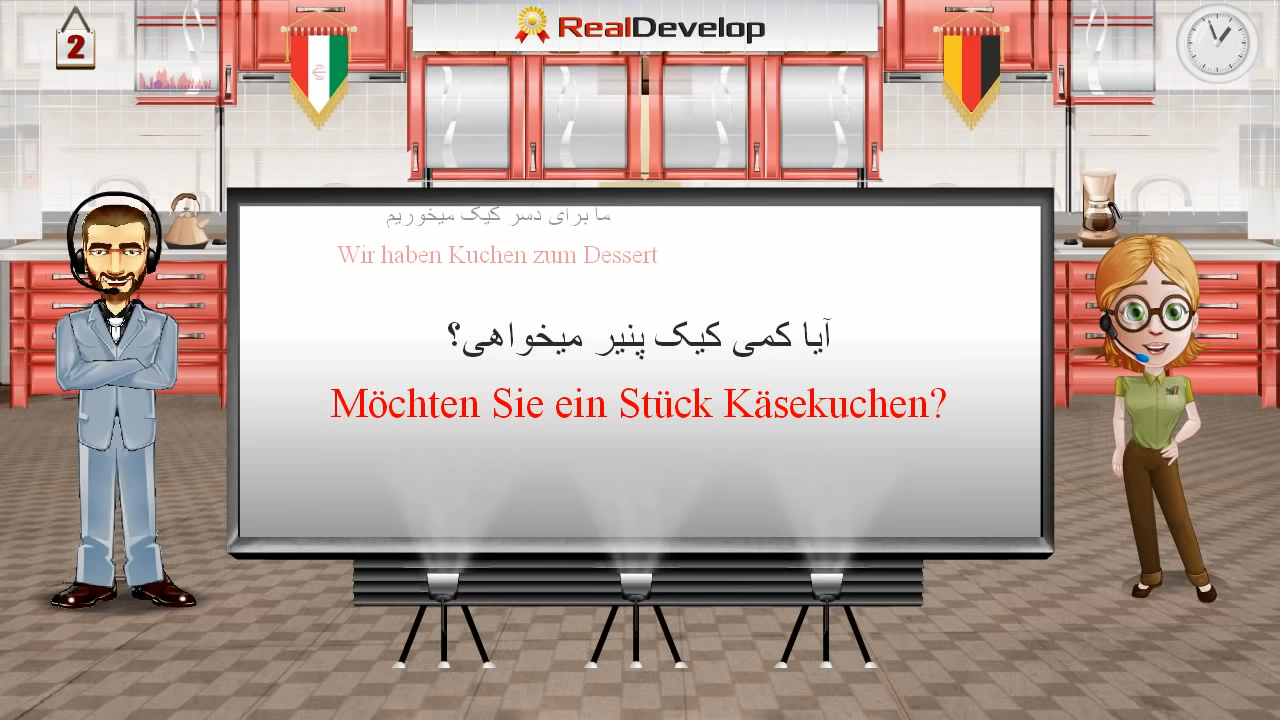 2
RealDevelop
ما برای دسر کیک میخوریم
Wir haben Kuchen zum Dessert
آیا کمی کیک پنیر میخواهی؟
Möchten Sie ein Stück Käsekuchen?